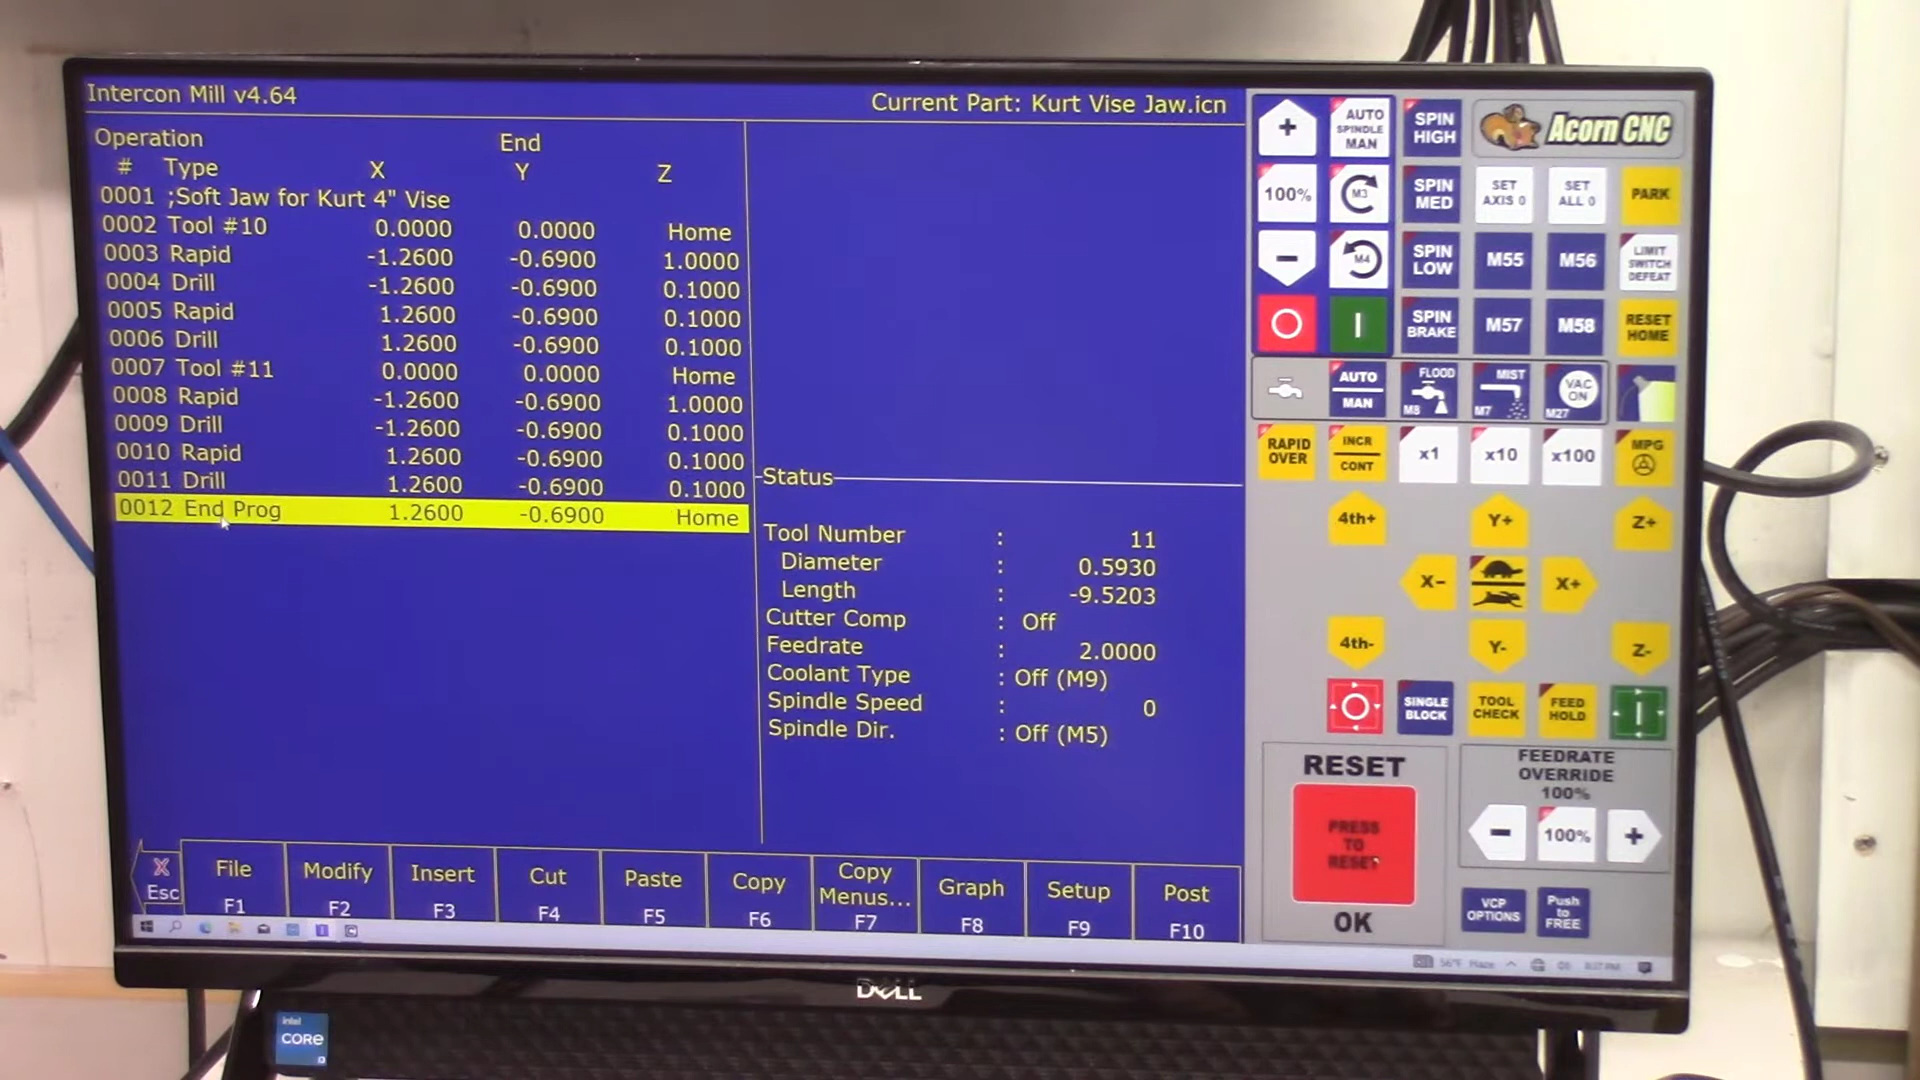 Intercon Mill v4.64
Current Part: Kurt Vise Jaw.icn
Operation End
# Type X Y Z
0001 ;Soft Jaw for Kurt 4" Vise
0002 Tool #10 0.0000 0.0000 Home
0003 Rapid -1.2600 -0.6900 1.0000
0004 Drill -1.2600 -0.6900 0.1000
0005 Rapid 1.2600 -0.6900 0.1000
0006 Drill 1.2600 -0.6900 0.1000
0007 Tool #11 0.0000 0.0000 Home
0008 Rapid -1.2600 -0.6900 1.0000
0009 Drill -1.2600 -0.6900 0.1000
0010 Rapid 1.2600 -0.6900 0.1000
0011 Drill 1.2600 -0.6900 0.1000
0012 End Prog 1.2600 -0.6900 Home
Status
Tool Number : 11
Diameter : 0.5930
Length : -9.5203
Cutter Comp : Off
Feedrate : 2.0000
Coolant Type : Off (M9)
Spindle Speed : 0
Spindle Dir. : Off (M5)
X
Esc
File
F1
Modify
F2
Insert
F3
Cut
F4
Paste
F5
Copy
F6
Copy
Menus...
F7
Graph
F8
Setup
F9
Post
F10
+
AUTO
SPINDLE
MAN
SPIN
HIGH
Acorn CNC
100%
M3
SPIN
MED
SET
AXIS 0
SET
ALL 0
PARK
-
M4
SPIN
LOW
M55
M56
LIMIT
SWITCH
DEFEAT
SPIN
BRAKE
M57
M58
RESET
HOME
AUTO
MAN
FLOOD
M8
MIST
M7
VAC
ON
M27
RAPID
OVER
INCR
CONT
x1
x10
x100
MPG
4th+
Y+
Z+
X-
X+
4th-
Y-
Z-
SINGLE
BLOCK
TOOL
CHECK
FEED
HOLD
RESET
PRESS
TO
RESET
OK
FEEDRATE
OVERRIDE
100%
-
100%
+
VCP
OPTIONS
Push
to
FREE
56°F Haze
DELL
intel
CORE
i3